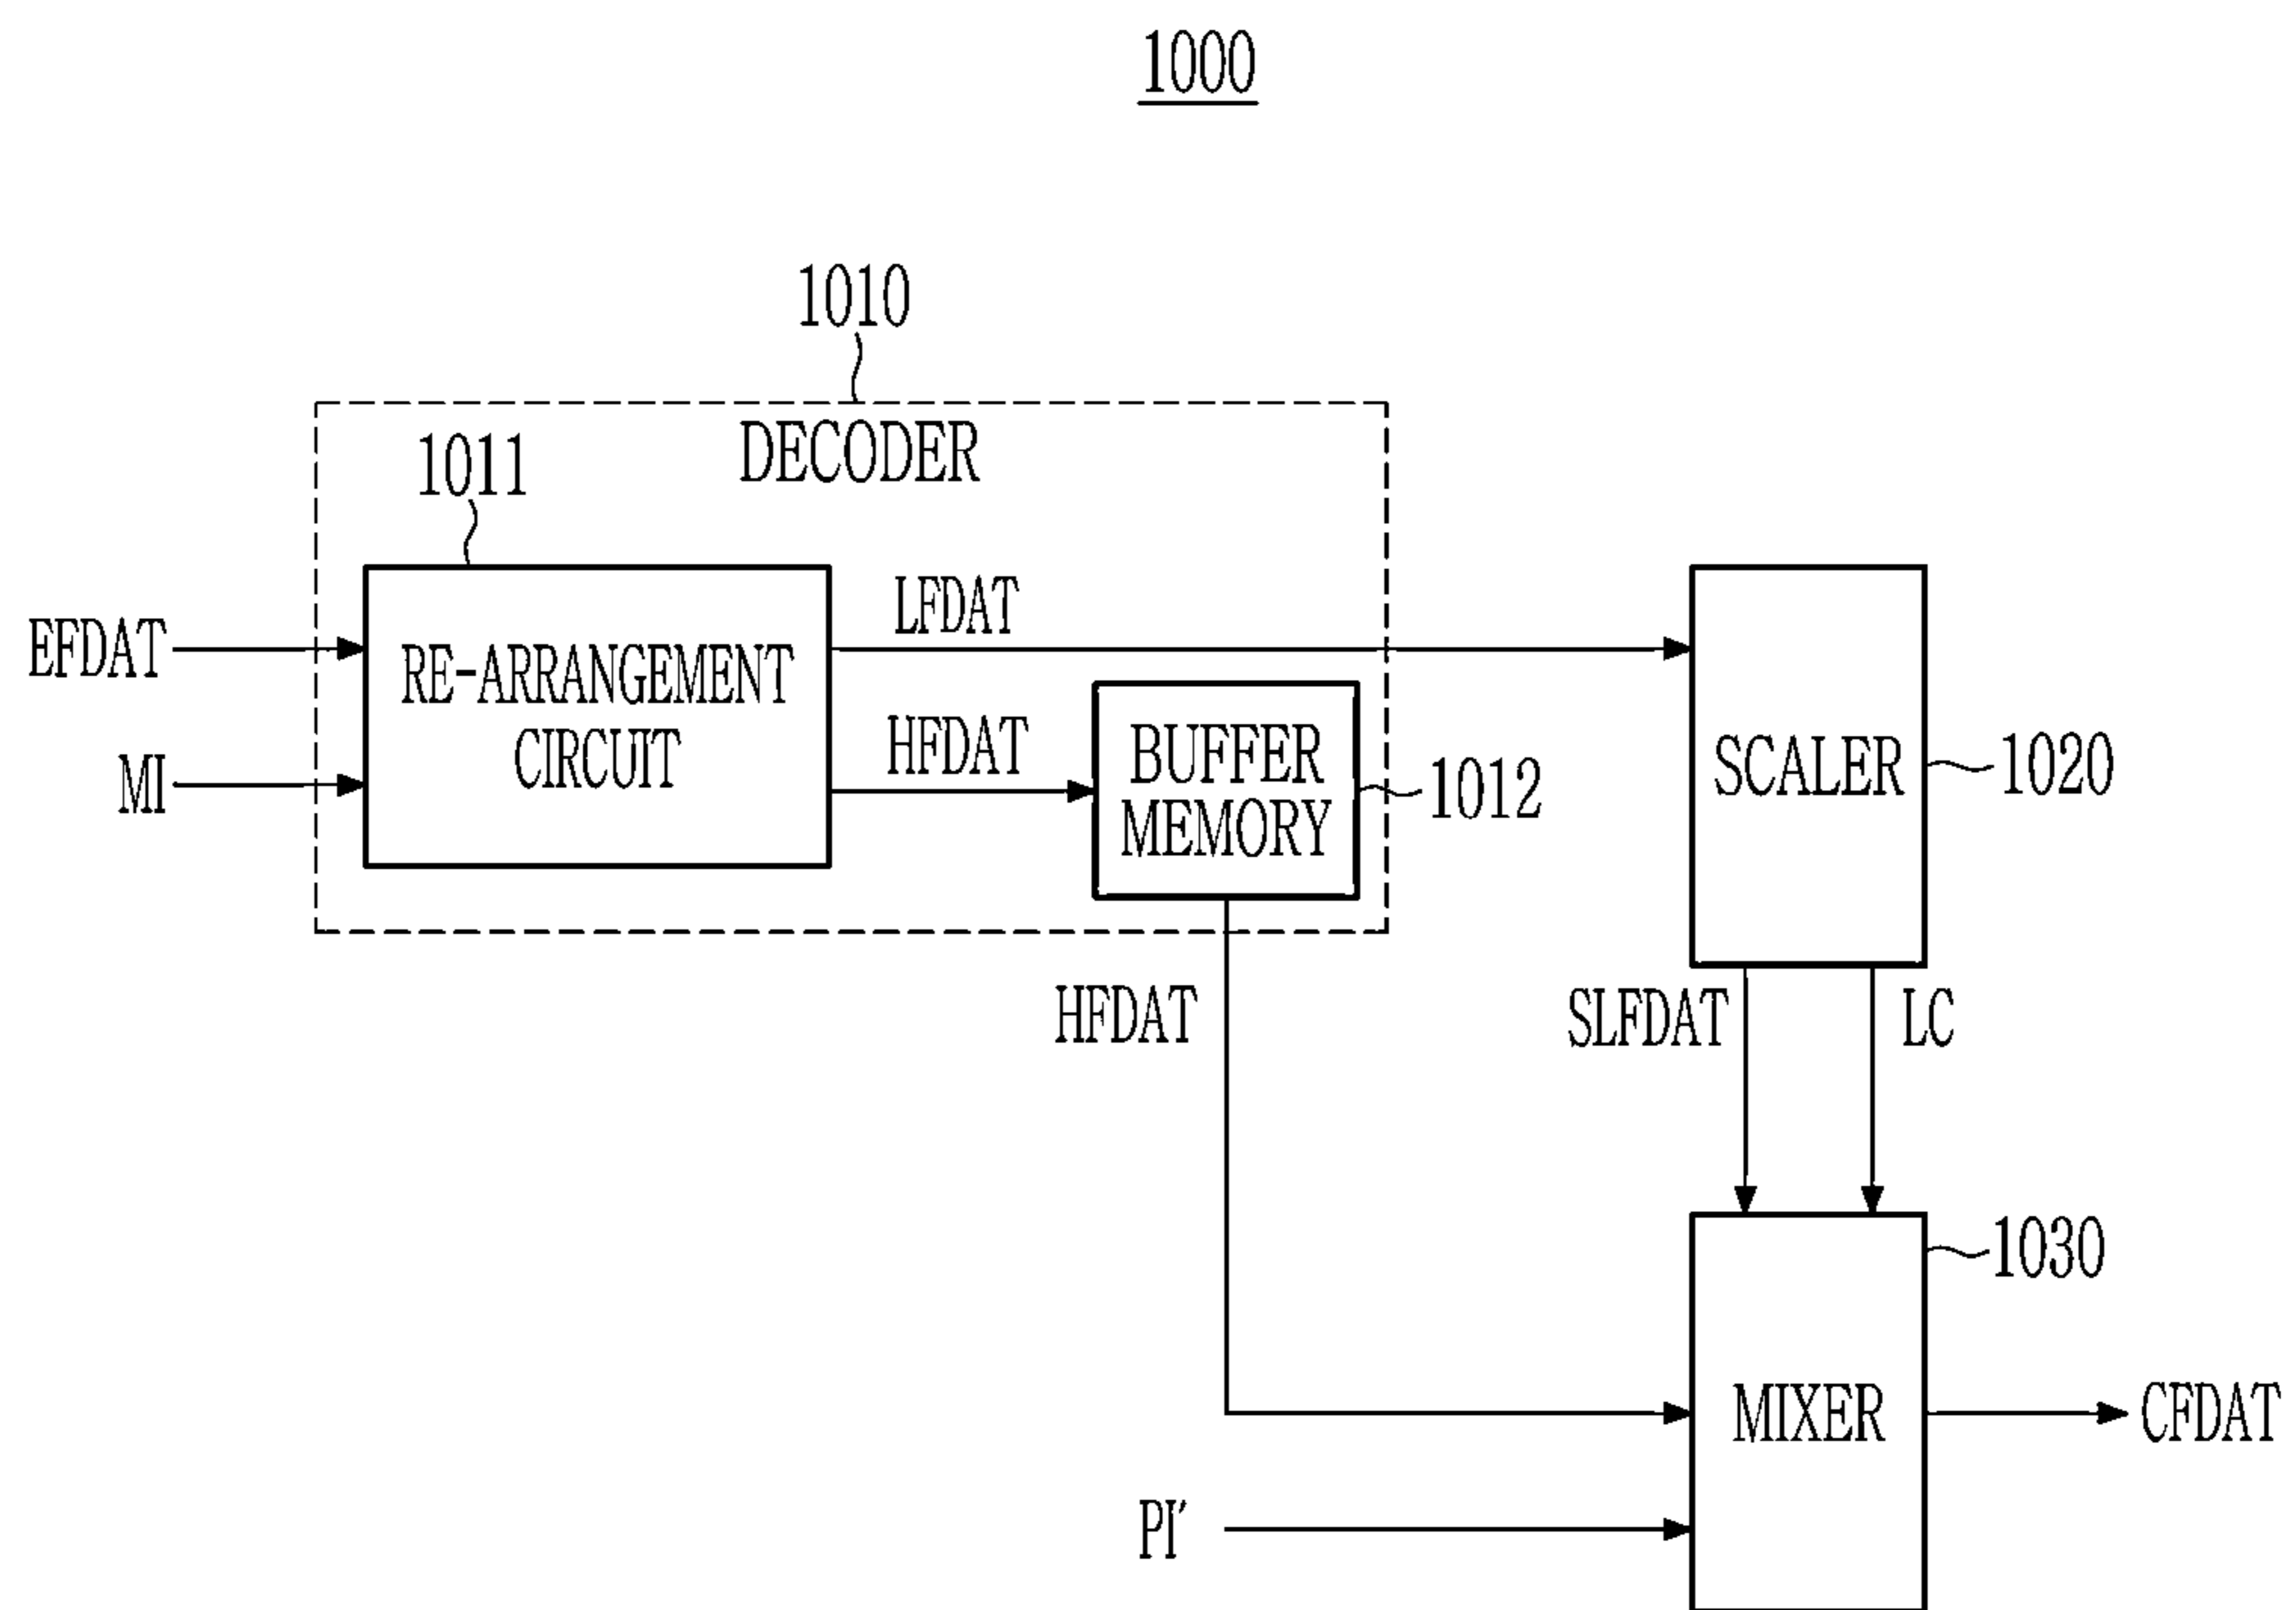 1000
1010
DECODER
1011
EFDAT
MI
RE-ARRANGEMENT
CIRCUIT
LFDAT
HFDAT
BUFFER
MEMORY
1012
SCALER
1020
HFDAT
SLFDAT
LC
1030
MIXER
CFDAT
PI'